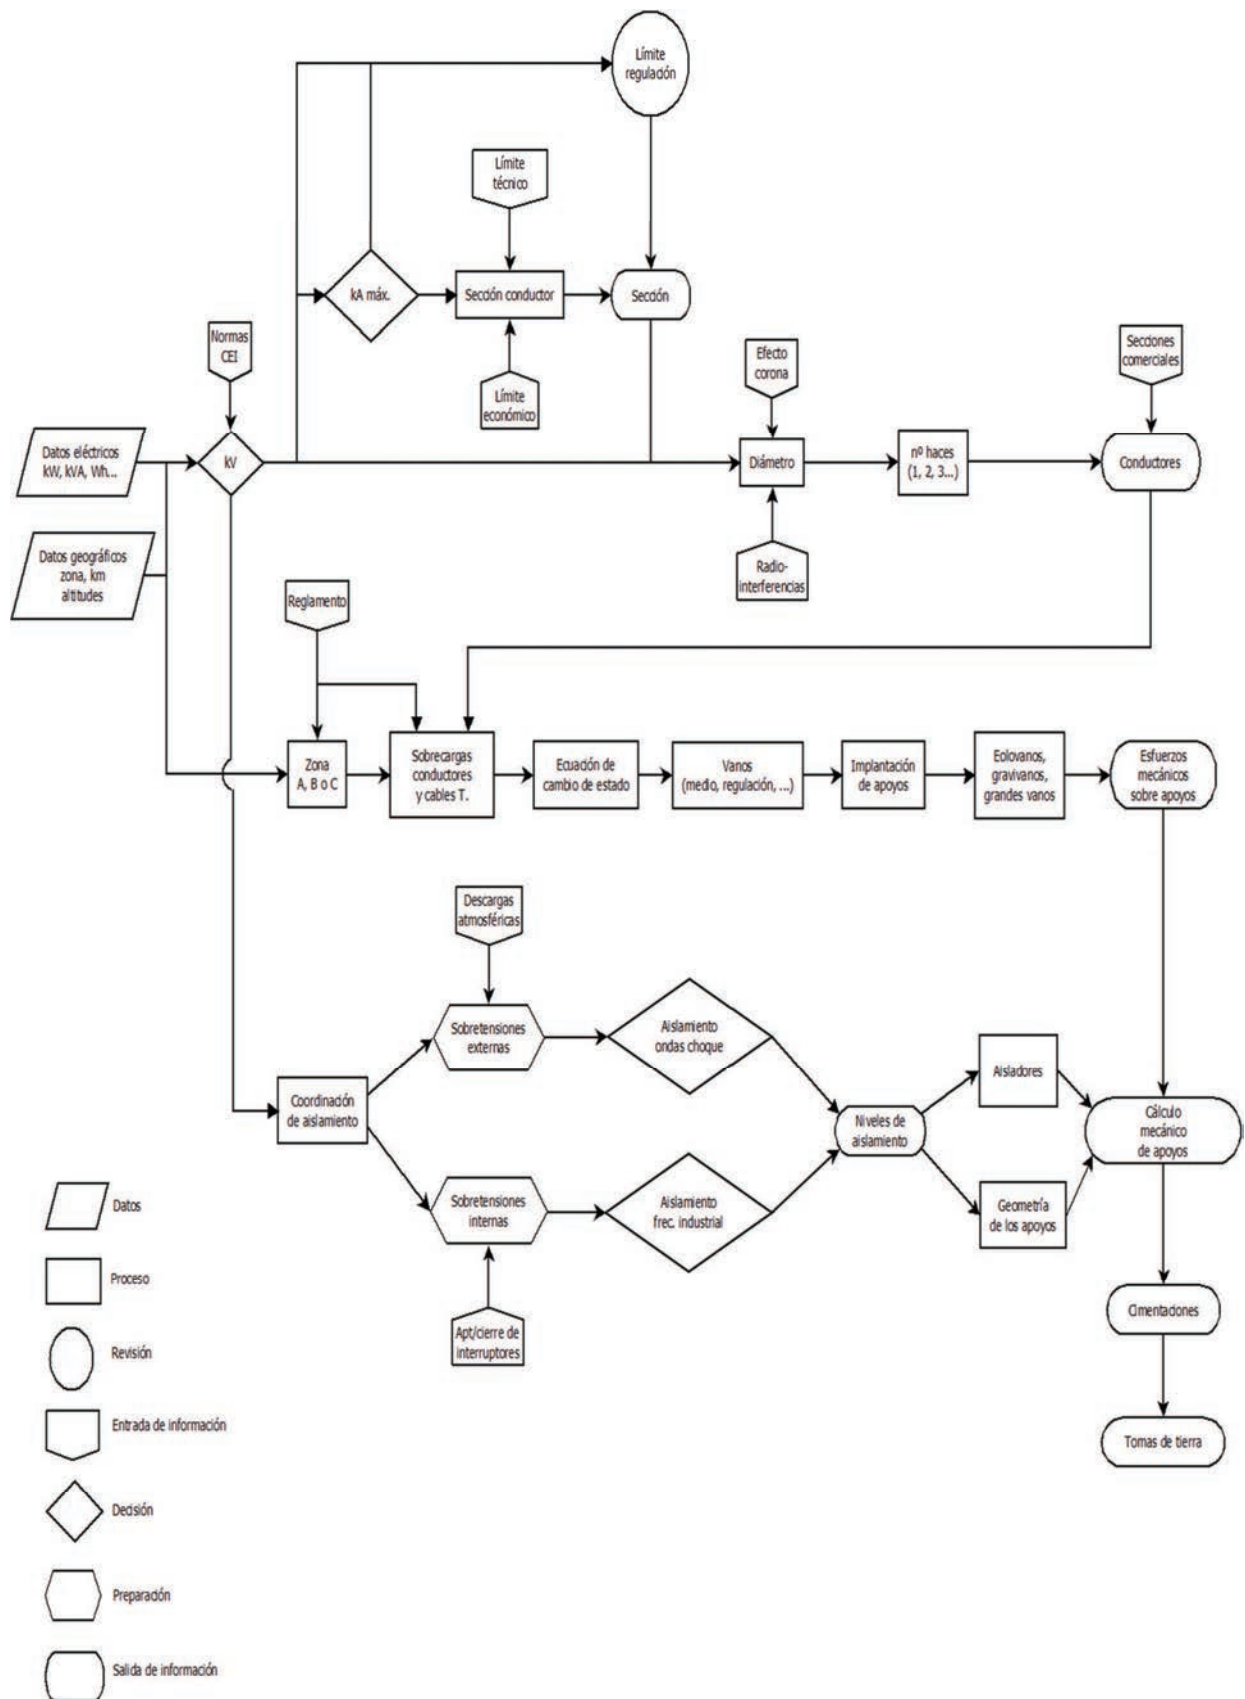 Límite
regulación
Límite
técnico
kA máx.
Sección conductor
Sección
Normas
CEI
Límite
económico
Efecto
corona
Secciones
comerciales
Datos eléctricos
kW, kVA, Wh...
kV
Diámetro
nº haces
(1, 2, 3...)
Conductores
Datos geográficos
zona, km
altitudes
Radio-
interferencias
Reglamento
Zona
A, B o C
Sobrecargas
conductores
y cables T.
Ecuación de
cambio de estado
Vanos
(medio, regulación, ...)
Implantación
de apoyos
Eolovanos,
gravivanos,
grandes vanos
Esfuerzos
mecánicos
sobre apoyos
Descargas
atmosféricas
Sobretensiones
externas
Aislamiento
ondas choque
Aisladores
Coordinación
de aislamiento
Niveles de
aislamiento
Cálculo
mecánico
de apoyos
Sobretensiones
internas
Aislamiento
frec. industrial
Geometría
de los apoyos
Apt/cierre de
interruptores
Cimentaciones
Tomas de tierra
Datos
Proceso
Revisión
Entrada de información
Decisión
Preparación
Salida de información